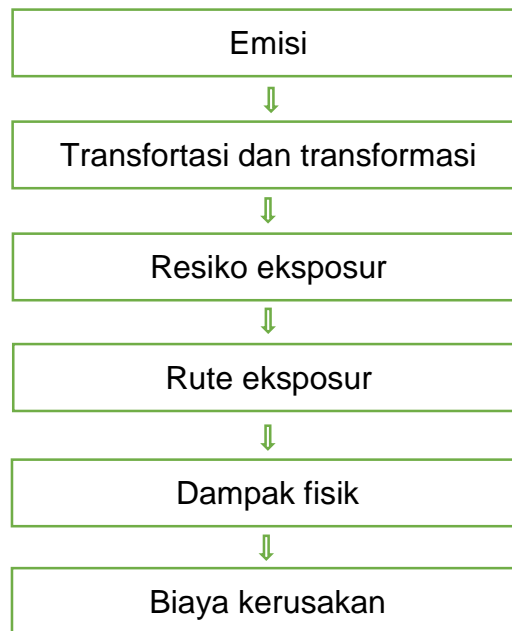 Emisi
Transfortasi dan transformasi
Resiko eksposur
Rute eksposur
Dampak fisik
Biaya kerusakan